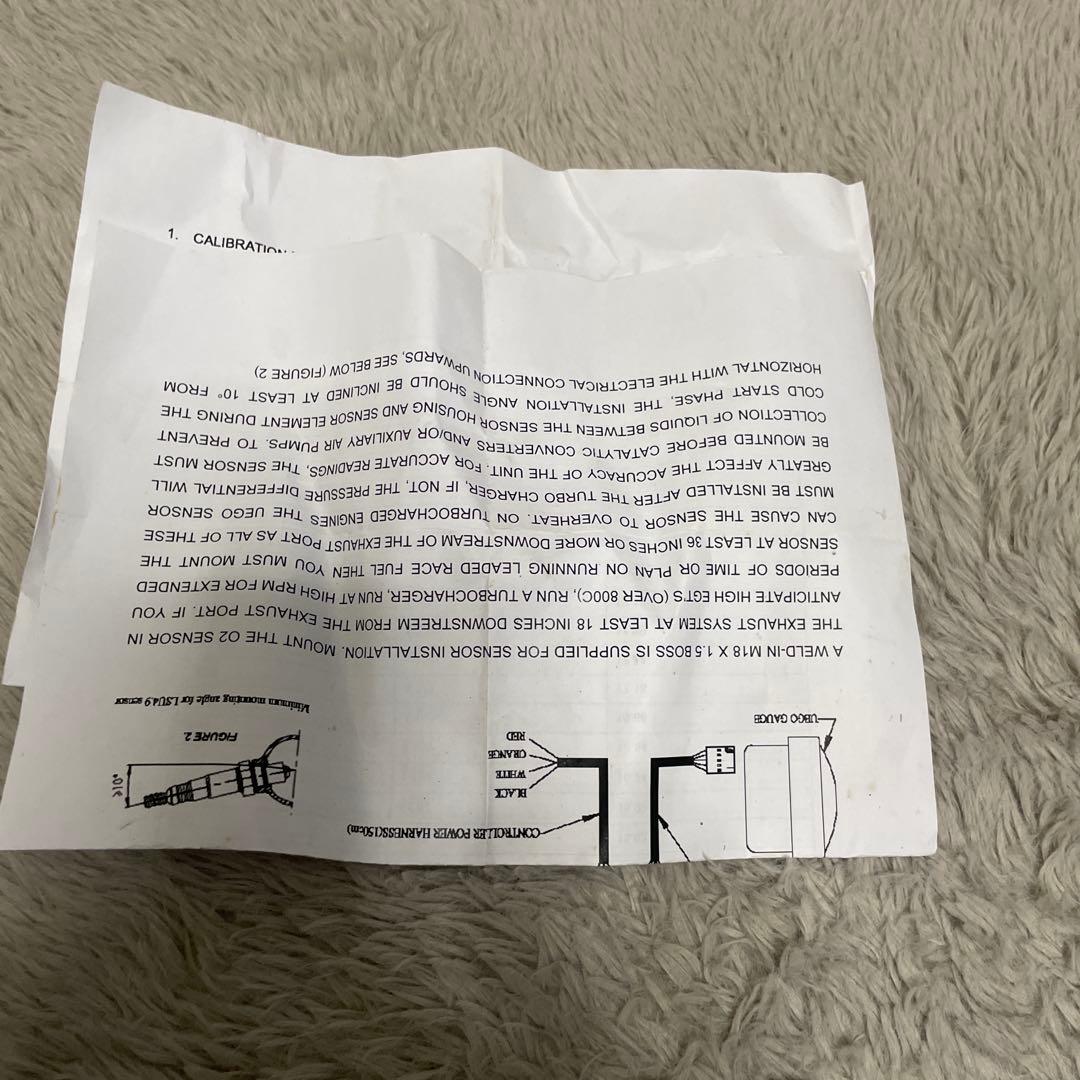 1. CALIBRATION
A WELD-IN M18 X 1.5 BOSS IS SUPPLIED FOR SENSOR INSTALLATION. MOUNT THE O2 SENSOR IN
THE EXHAUST SYSTEM AT LEAST 18 INCHES DOWNSTREEM FROM THE EXHAUST PORT. IF YOU
ANTICIPATE HIGH EGT'S (OVER 800C), RUN A TURBOCHARGER, RUN AT HIGH RPM FOR EXTENDED
PERIODS OF TIME OR PLAN ON RUNNING LEADED RACE FUEL THEN YOU MUST MOUNT THE
SENSOR AT LEAST 36 INCHES OR MORE DOWNSTREAM OF THE EXHAUST PORT AS ALL OF THESE
CAN CAUSE THE SENSOR TO OVERHEAT. ON TURBOCHARGED ENGINES THE UEGO SENSOR
MUST BE INSTALLED AFTER THE TURBO CHARGER, IF NOT, THE PRESSURE DIFFERENTIAL WILL
GREATLY AFFECT THE ACCURACY OF THE UNIT. FOR ACCURATE READINGS, THE SENSOR MUST
BE MOUNTED BEFORE CATALYTIC CONVERTERS AND/OR AUXILIARY AIR PUMPS. TO PREVENT
COLLECTION OF LIQUIDS BETWEEN THE SENSOR HOUSING AND SENSOR ELEMENT DURING THE
COLD START PHASE, THE INSTALLATION ANGLE SHOULD BE INCLINED AT LEAST 10° FROM
HORIZONTAL WITH THE ELECTRICAL CONNECTION UPWARDS, SEE BELOW (FIGURE 2)
UEGO GAUGE
CONTROLLER POWER HARNESS(150cm)
BLACK
WHITE
ORANGE
RED
≥10°
FIGURE 2
Minimum mounting angle for LSU4.9 sensor